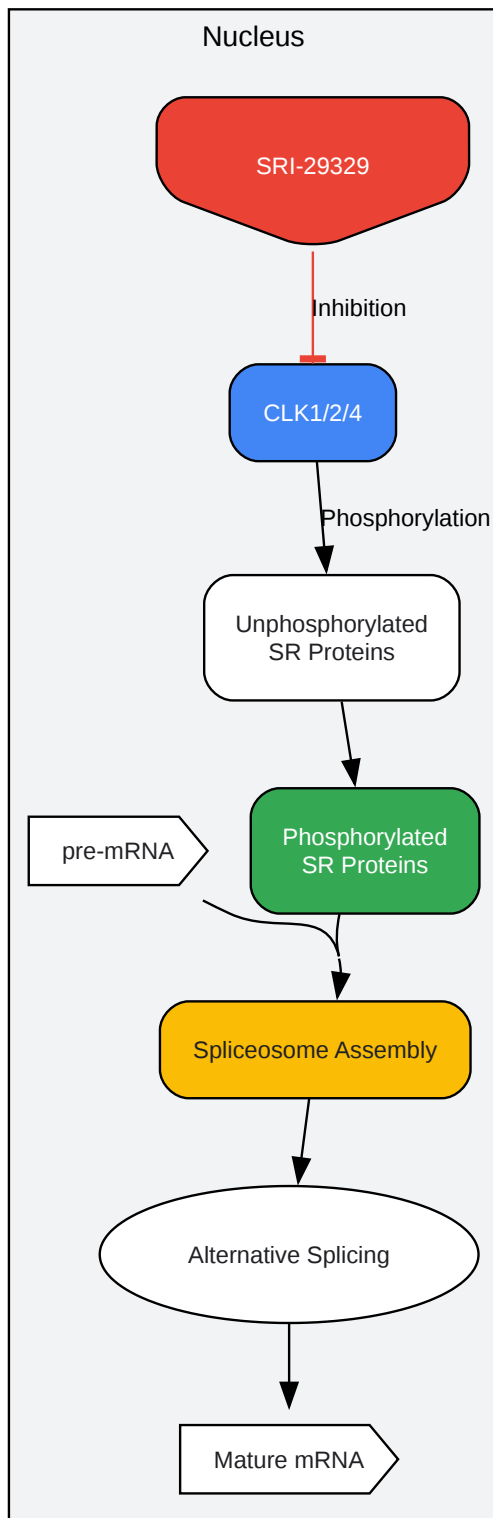 Nucleus
SRI-29329
Inhibition
CLK1/2/4
Phosphorylation
Unphosphorylated
SR Proteins
pre-mRNA
Phosphorylated
SR Proteins
Spliceosome Assembly
Alternative Splicing
Mature mRNA